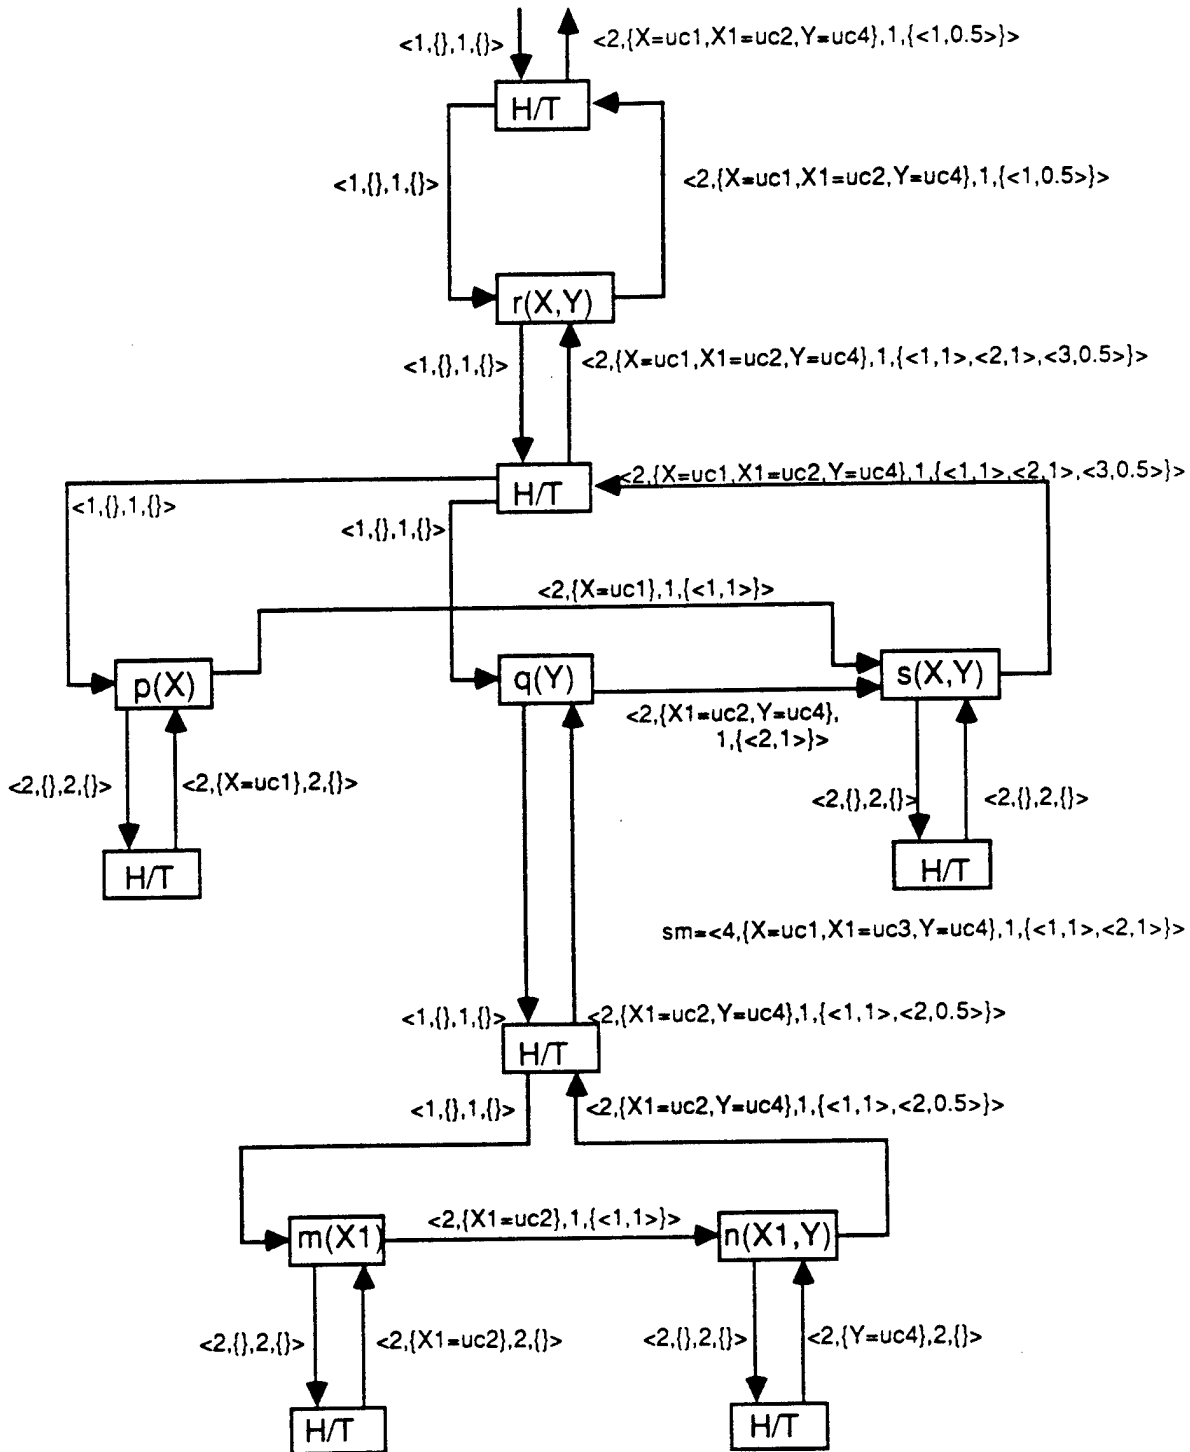 <1,{},1,{}>
<2,{X=uc1,X1=uc2,Y=uc4},1,{<1,0.5>}>
H/T
<1,{},1,{}>
<2,{X=uc1,X1=uc2,Y=uc4},1,{<1,0.5>}>
r(X,Y)
<1,{},1,{}>
<2,{X=uc1,X1=uc2,Y=uc4},1,{<1,1>,<2,1>,<3,0.5>}>
<2,{X=uc1,X1=uc2,Y=uc4},1,{<1,1>,<2,1>,<3,0.5>}>
H/T
<1,{},1,{}>
<1,{},1,{}>
<2,{X=uc1},1,{<1,1>}>
p(X)
q(Y)
s(X,Y)
<2,{X1=uc2,Y=uc4},
1,{<2,1>}>
<2,{},2,{}>
<2,{X=uc1},2,{}>
<2,{},2,{}>
<2,{},2,{}>
H/T
H/T
sm=<4,{X=uc1,X1=uc3,Y=uc4},1,{<1,1>,<2,1>}>
<1,{},1,{}>
<2,{X1=uc2,Y=uc4},1,{<1,1>,<2,0.5>}>
H/T
<1,{},1,{}>
<2,{X1=uc2,Y=uc4},1,{<1,1>,<2,0.5>}>
<2,{X1=uc2},1,{<1,1>}>
m(X1)
n(X1,Y)
<2,{},2,{}>
<2,{X1=uc2},2,{}>
<2,{},2,{}>
<2,{Y=uc4},2,{}>
H/T
H/T